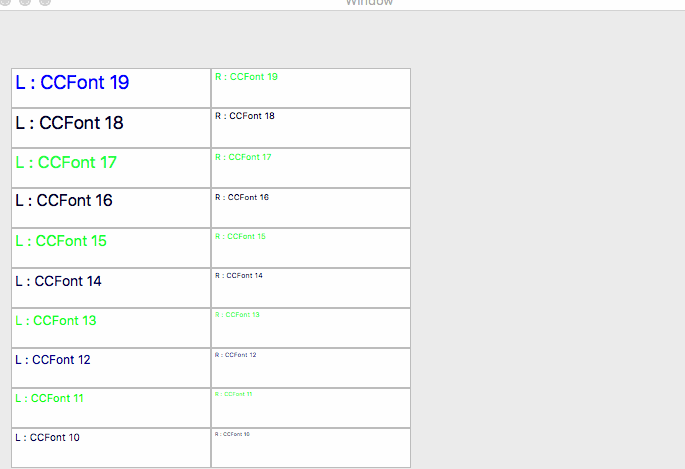 Window
L : CCFont 19 R : CCFont 19
L : CCFont 18 R : CCFont 18
L : CCFont 17 R : CCFont 17
L : CCFont 16 R : CCFont 16
L : CCFont 15 R : CCFont 15
L : CCFont 14 R : CCFont 14
L : CCFont 13 R : CCFont 13
L : CCFont 12 R : CCFont 12
L : CCFont 11 R : CCFont 11
L : CCFont 10 R : CCFont 10